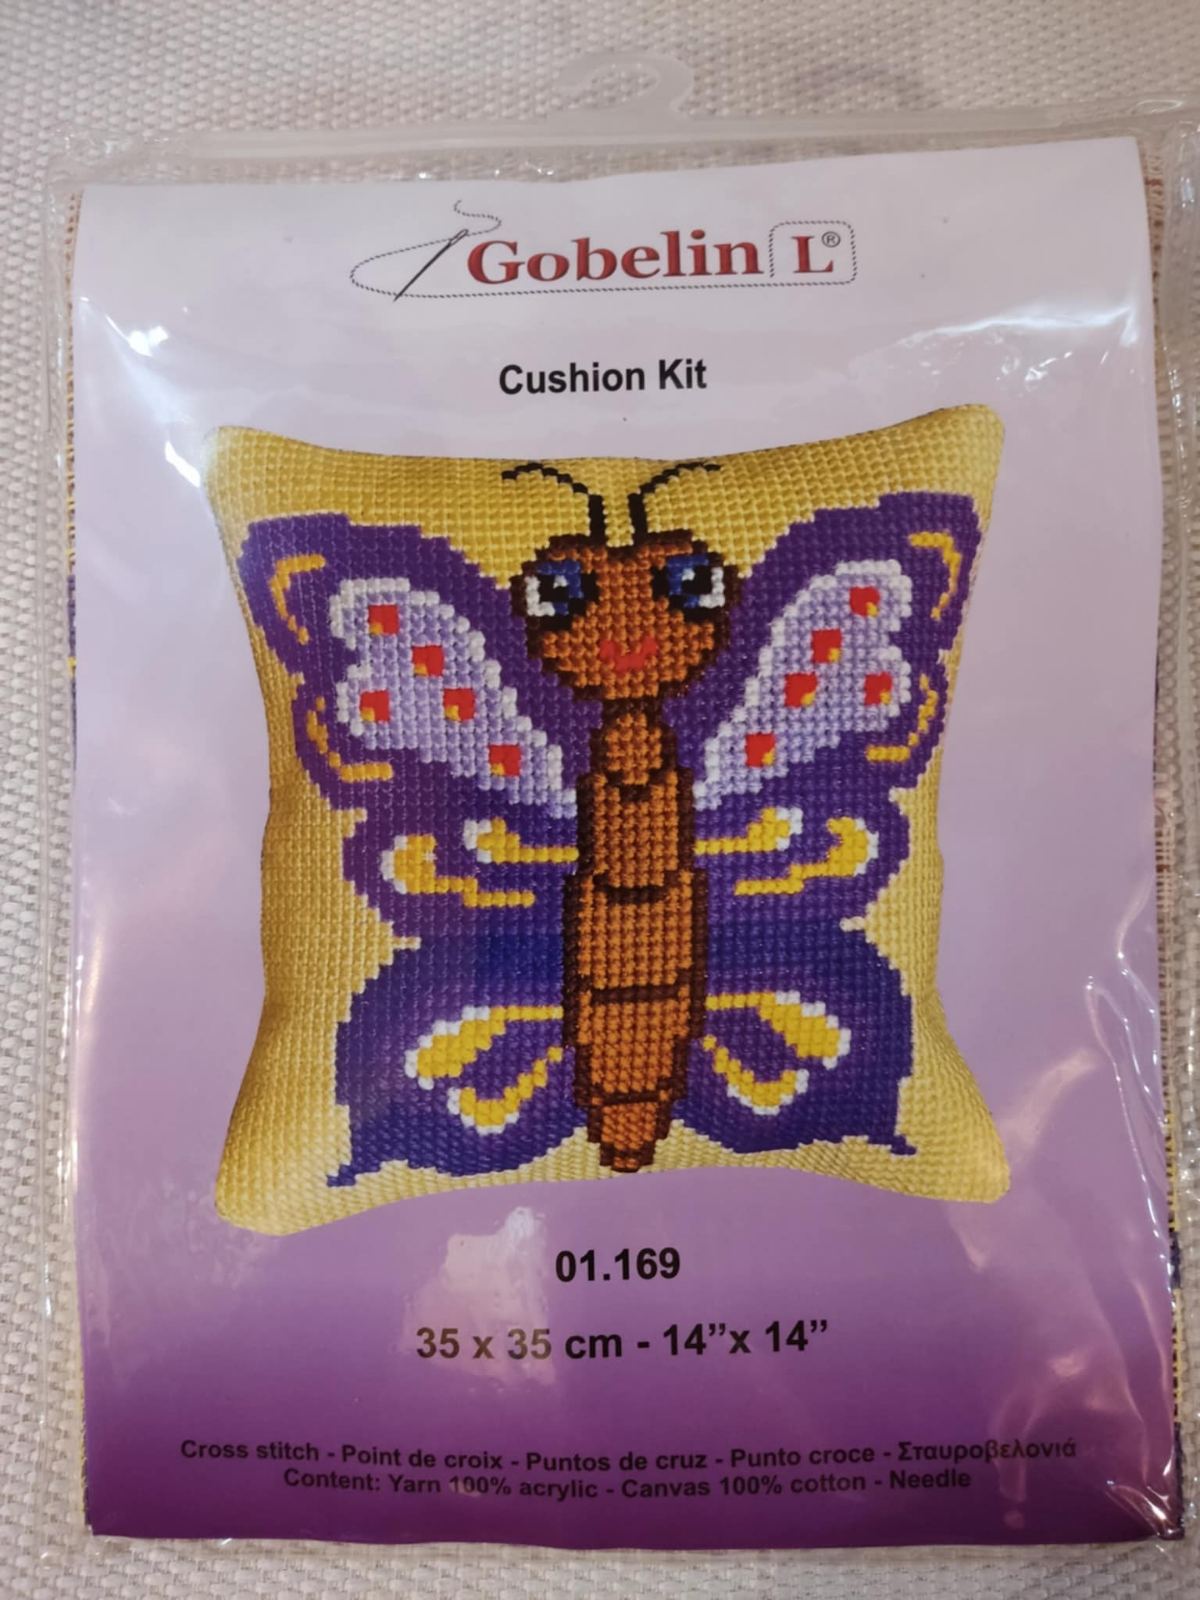 Gobelin L®
Cushion Kit
01.169
35 x 35 cm - 14”x 14”
Cross stitch - Point de croix - Puntos de cruz - Punto croce - Σταυροβελονιά
Content: Yarn 100% acrylic - Canvas 100% cotton - Needle